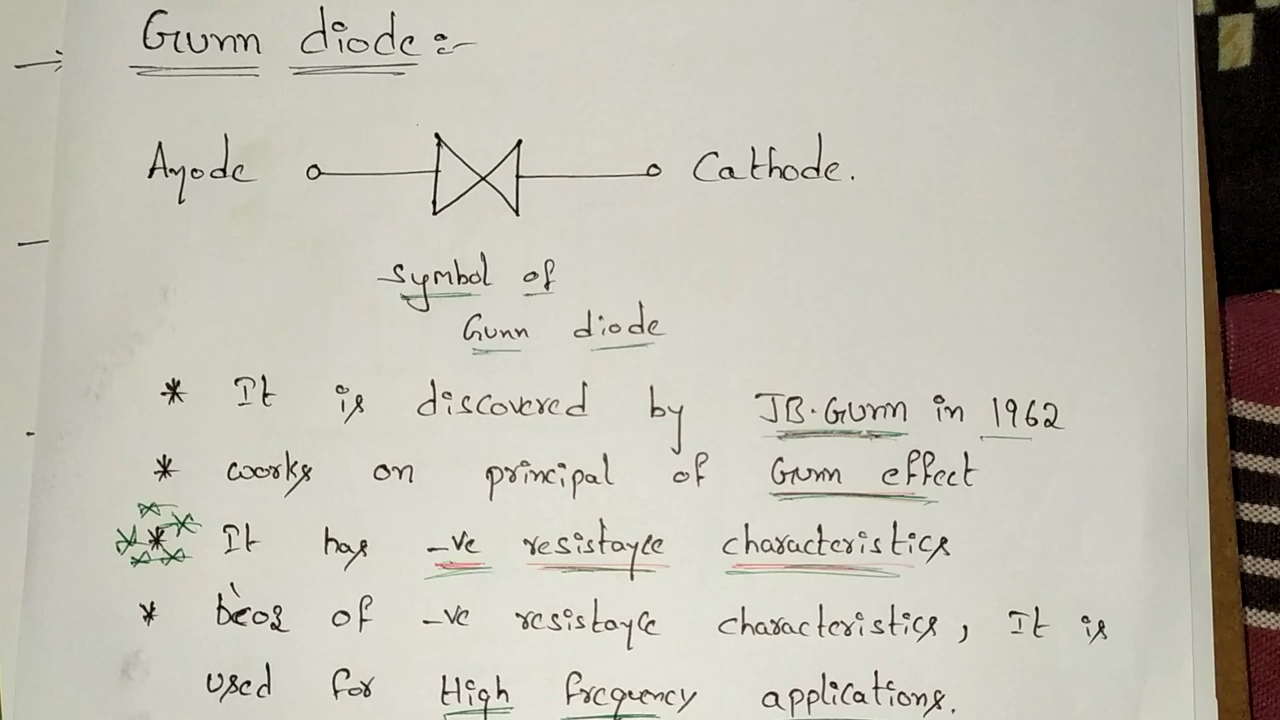 Gunn diode:-
Anode Cathode.
symbol of
Gunn diode
* It is discovered by JB.Gunn in 1962
* works on principal of Gunn effect
* It has -ve resistance characteristics
* bcoz of -ve resistance characteristics, It is
used for High frequency applications.